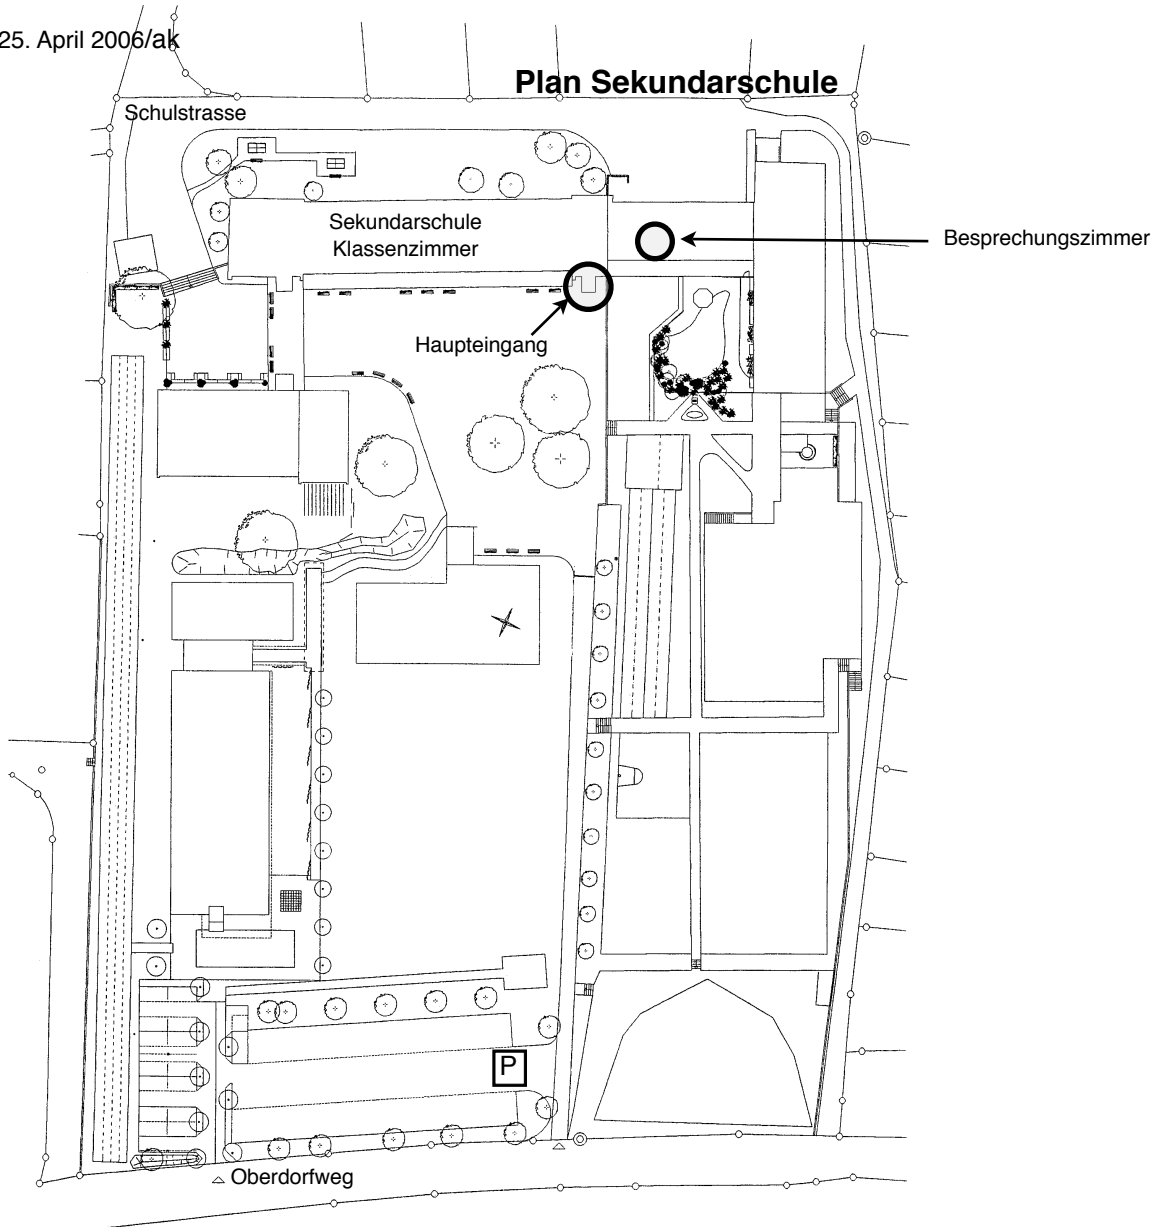 25. April 2006/ak
Plan Sekundarschule
Schulstrasse
Sekundarschule
Klassenzimmer
Besprechungszimmer
Haupteingang
P
Oberdorfweg